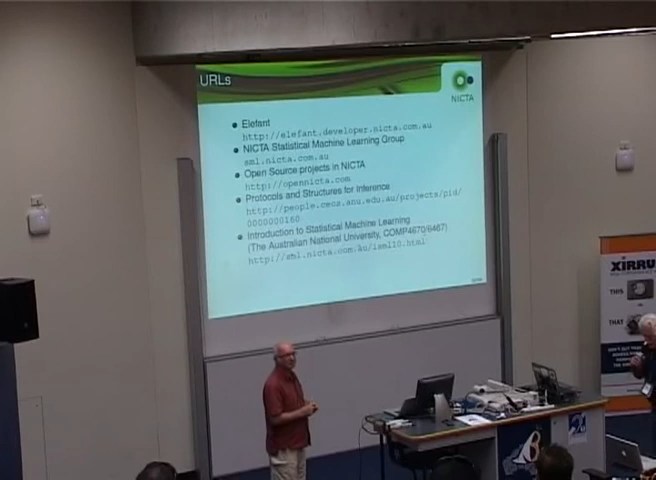 URLs
NICTA
Elefant
http://elefant.developer.nicta.com.au
NICTA Statistical Machine Learning Group
sml.nicta.com.au
Open Source projects in NICTA
http://opennicta.com
Protocols and Structures for Inference
http://people.cecs.anu.edu.au/projects/pid/
0000000160
Introduction to Statistical Machine Learning
(The Australian National University, COMP4670/6467)
http://sml.nicta.com.au/isml10.html
XIRRU
THIS
THAT